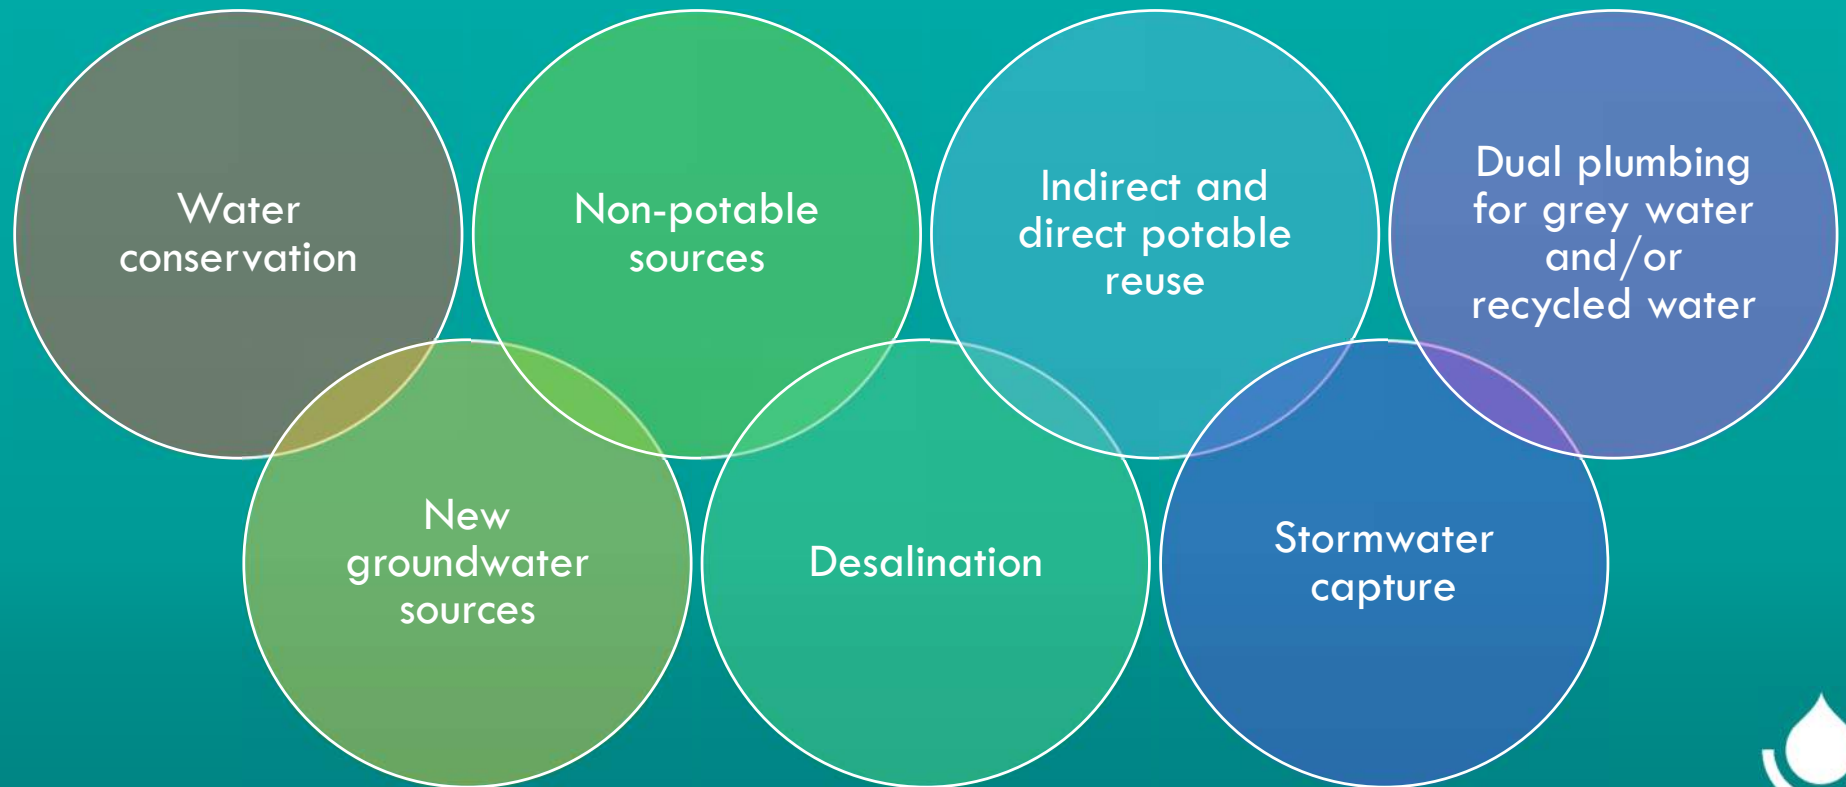 Water
conservation
Non-potable
sources
Indirect and
direct potable
reuse
Dual plumbing
for grey water
and/or
recycled water
New
groundwater
sources
Desalination
Stormwater
capture